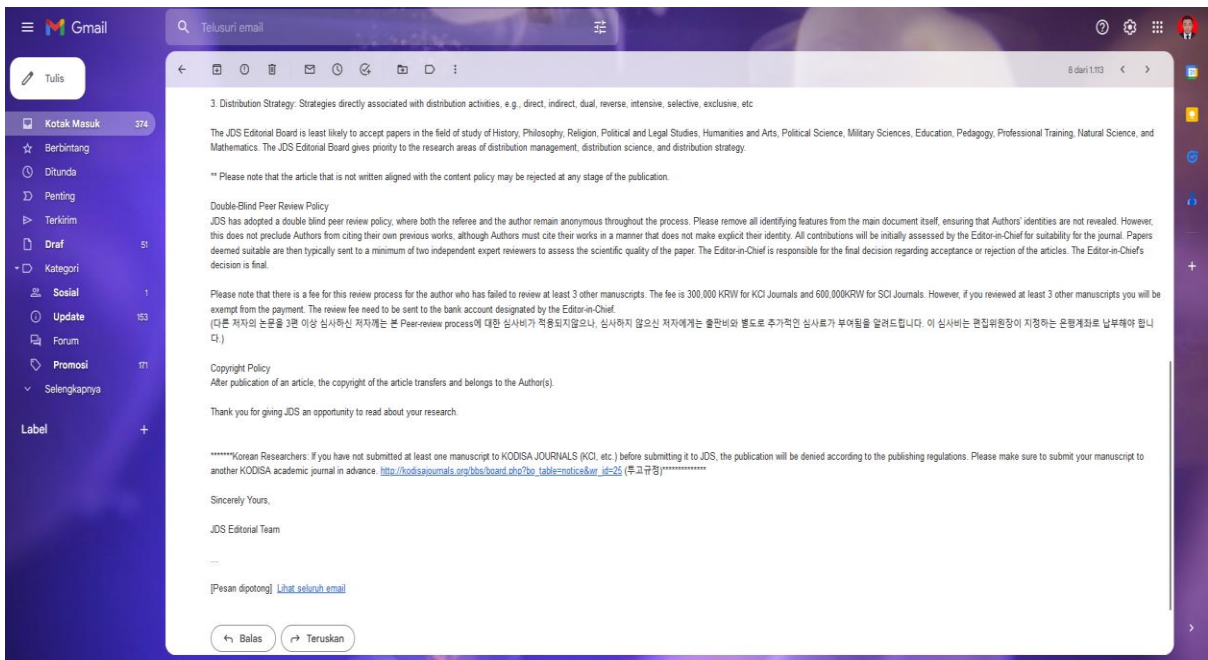 Gmail
Telusuri email
Tulis
8 dari 1.113
Kotak Masuk 374
Berbintang
Ditunda
Penting
Terkirim
Draf 51
Kategori
Sosial 1
Update 153
Forum
Promosi 171
Selengkapnya
Label +
3. Distribution Strategy: Strategies directly associated with distribution activities, e.g., direct, indirect, dual, reverse, intensive, selective, exclusive, etc
The JDS Editorial Board is least likely to accept papers in the field of study of History, Philosophy, Religion, Political and Legal Studies, Humanities and Arts, Political Science, Military Sciences, Education, Pedagogy, Professional Training, Natural Science, and
Mathematics. The JDS Editorial Board gives priority to the research areas of distribution management, distribution science, and distribution strategy.
** Please note that the article that is not written aligned with the content policy may be rejected at any stage of the publication.
Double-Blind Peer Review Policy
JDS has adopted a double blind peer review policy, where both the referee and the author remain anonymous throughout the process. Please remove all identifying features from the main document itself, ensuring that Authors' identities are not revealed. However,
this does not preclude Authors from citing their own previous works, although Authors must cite their works in a manner that does not make explicit their identity. All contributions will be initially assessed by the Editor-in-Chief for suitability for the journal. Papers
deemed suitable are then typically sent to a minimum of two independent expert reviewers to assess the scientific quality of the paper. The Editor-in-Chief is responsible for the final decision regarding acceptance or rejection of the articles. The Editor-in-Chief's
decision is final.
Please note that there is a fee for this review process for the author who has failed to review at least 3 other manuscripts. The fee is 300,000 KRW for KCI Journals and 600,000KRW for SCI Journals. However, if you reviewed at least 3 other manuscripts you will be
exempt from the payment. The review fee need to be sent to the bank account designated by the Editor-in-Chief.
(다른 저자의 논문을 3편 이상 심사하신 저자께는 본 Peer-review process에 대한 심사비가 적용되지않으나, 심사하지 않으신 저자에게는 출판비와 별도로 추가적인 심사료가 부여됨을 알려드립니다. 이 심사비는 편집위원장이 지정하는 은행계좌로 납부해야 합니
다.)
Copyright Policy
After publication of an article, the copyright of the article transfers and belongs to the Author(s).
Thank you for giving JDS an opportunity to read about your research.
*******Korean Researchers: If you have not submitted at least one manuscript to KODISA JOURNALS (KCI, etc.) before submitting it to JDS, the publication will be denied according to the publishing regulations. Please make sure to submit your manuscript to
another KODISA academic journal in advance. http://kodisajournals.org/bbs/board.php?bo_table=notice&wr_id=25 (투고규정)**************
Sincerely Yours,
JDS Editorial Team
...
[Pesan dipotong] Lihat seluruh email
Balas
Teruskan